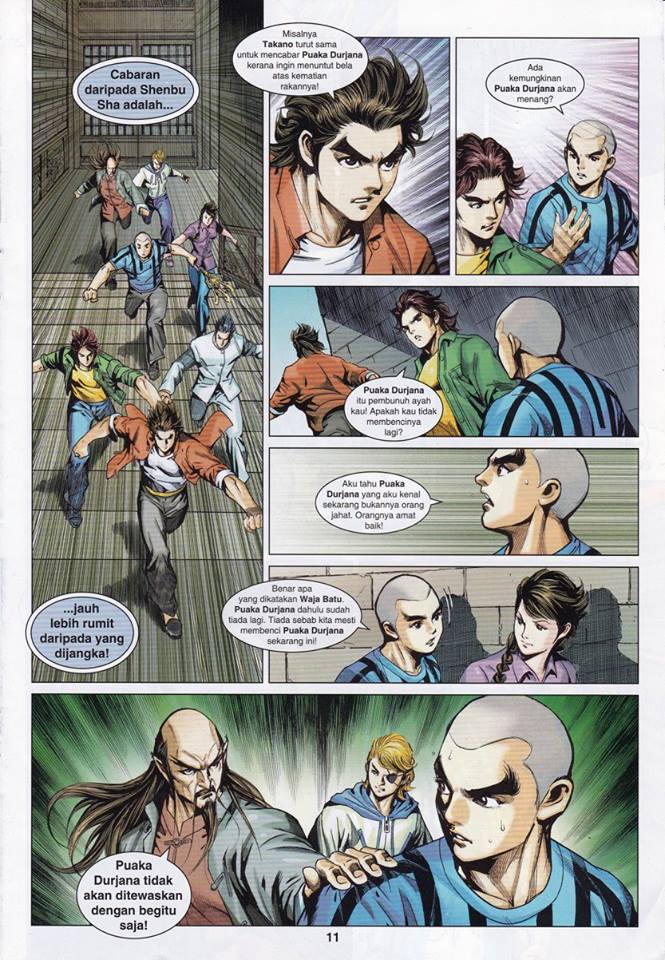 Cabaran
daripada Shenbu
Sha adalah...
...jauh
lebih rumit
daripada yang
dijangka!
Misalnya
Takano turut sama
untuk mencabar Puaka Durjana
kerana ingin menuntut bela
atas kematian
rakannya!
Ada
kemungkinan
Puaka Durjana akan
menang?
Puaka
Durjana
itu pembunuh ayah
kau! Apakah kau tidak
membencinya
lagi?
Aku tahu Puaka
Durjana yang aku kenal
sekarang bukannya orang
jahat. Orangnya amat
baik!
Benar apa
yang dikatakan Waja Batu.
Puaka Durjana dahulu sudah
tiada lagi. Tiada sebab kita mesti
membenci Puaka Durjana
sekarang ini!
Puaka
Durjana tidak
akan ditewaskan
dengan begitu
saja!
11